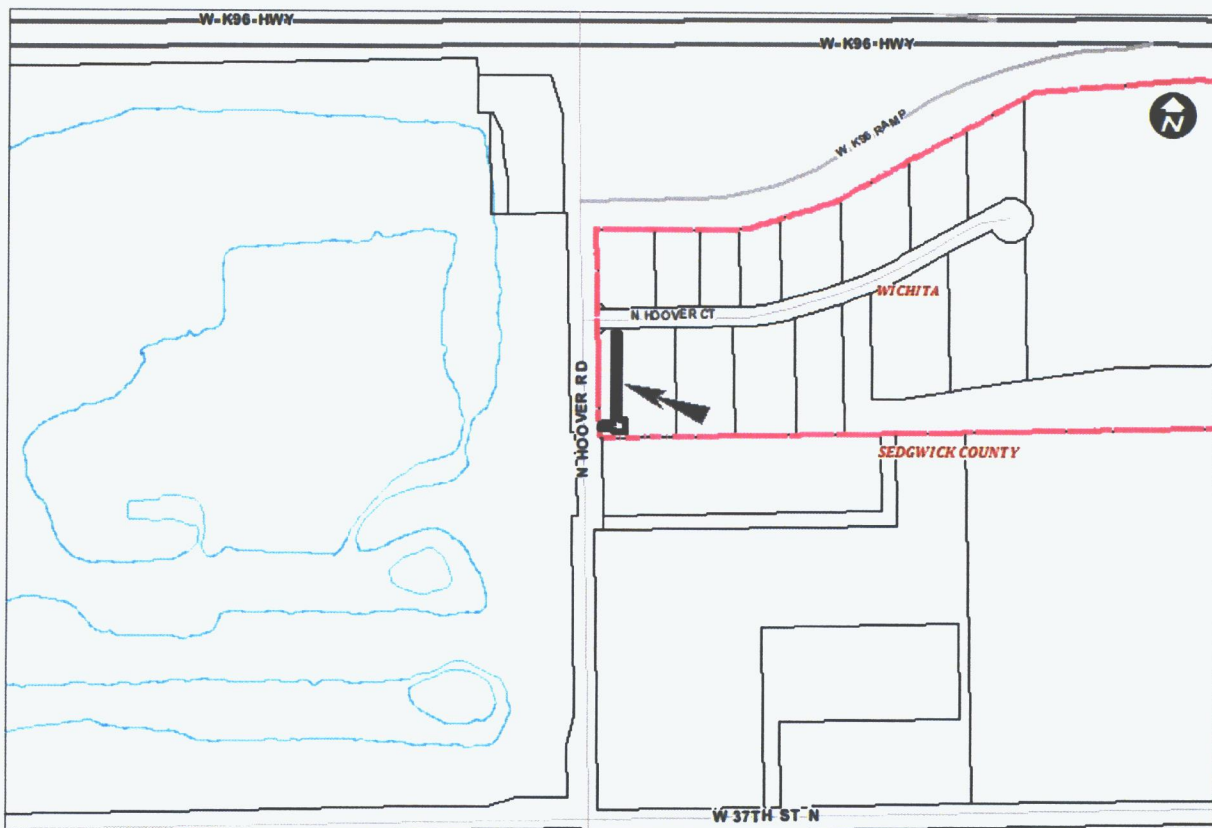 W K96 HWY
W K96 HWY
N
W K96 RAMP
WICHITA
N HOOVER CT
N HOOVER RD
SEDGWICK COUNTY
W 37TH ST N